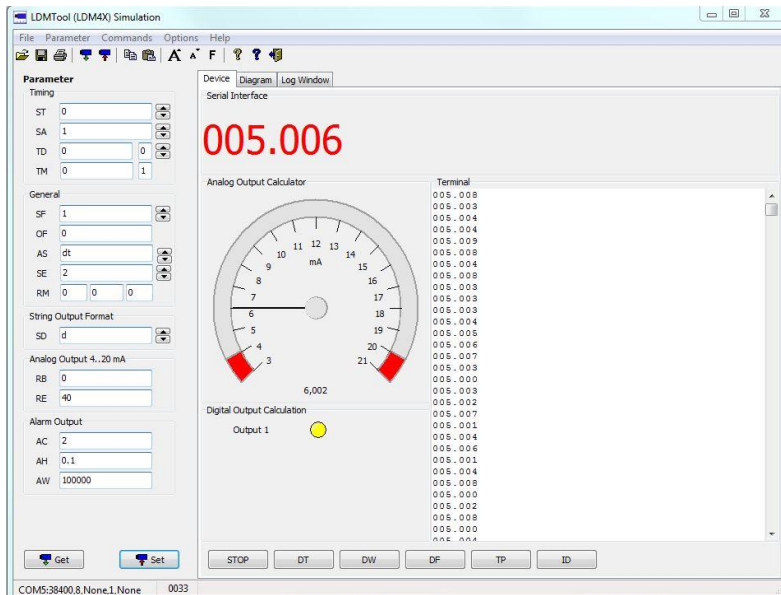 LDMTool (LDM4X) Simulation
File Parameter Commands Options Help
A A F ? ?
Parameter
Timing
ST 0
SA 1
TD 0 0
TM 0 1
General
SF 1
OF 0
AS dt
SE 2
RM 0 0 0
String Output Format
SD d
Analog Output 4..20 mA
RB 0
RE 40
Alarm Output
AC 2
AH 0.1
AW 100000
Get Set
Device Diagram Log Window
Serial Interface
005.006
Analog Output Calculator
3 4 5 6 7 8 9 10 11 12 13 14 15 16 17 18 19 20 21
mA
6,002
Digital Output Calculation
Output 1
Terminal
005.008
005.003
005.004
005.004
005.009
005.008
005.004
005.008
005.003
005.003
005.003
005.004
005.005
005.006
005.007
005.003
005.000
005.003
005.002
005.007
005.001
005.004
005.006
005.001
005.004
005.008
005.000
005.002
005.008
005.000
005.004
STOP DT DW DF TP ID
COM5:38400,8,None,1,None 0033